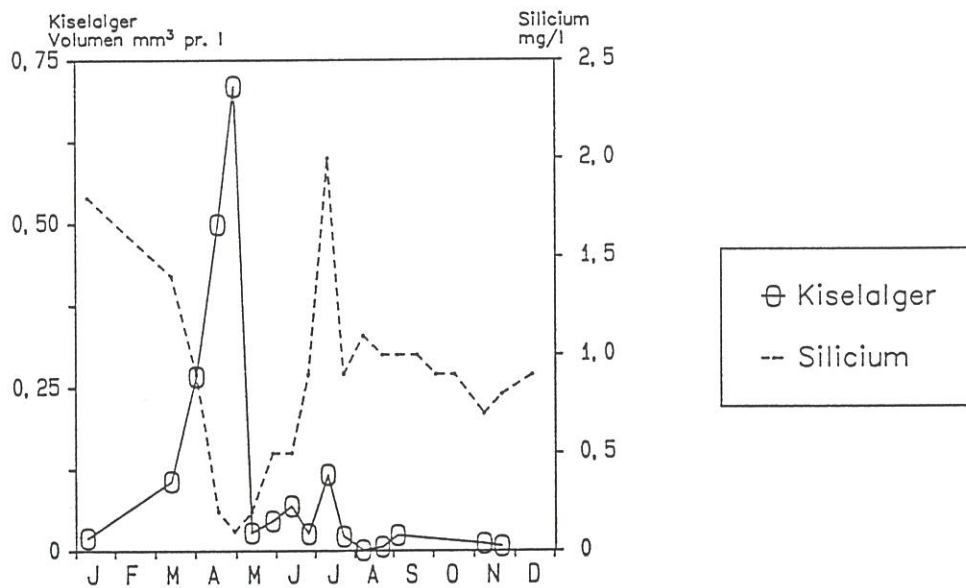 Kiselalger
Volumen mm³ pr. l
Silicium
mg/l
0,75
0,50
0,25
0
2,5
2,0
1,5
1,0
0,5
0
J F M A M J J A S O N D
Kiselalger
Silicium